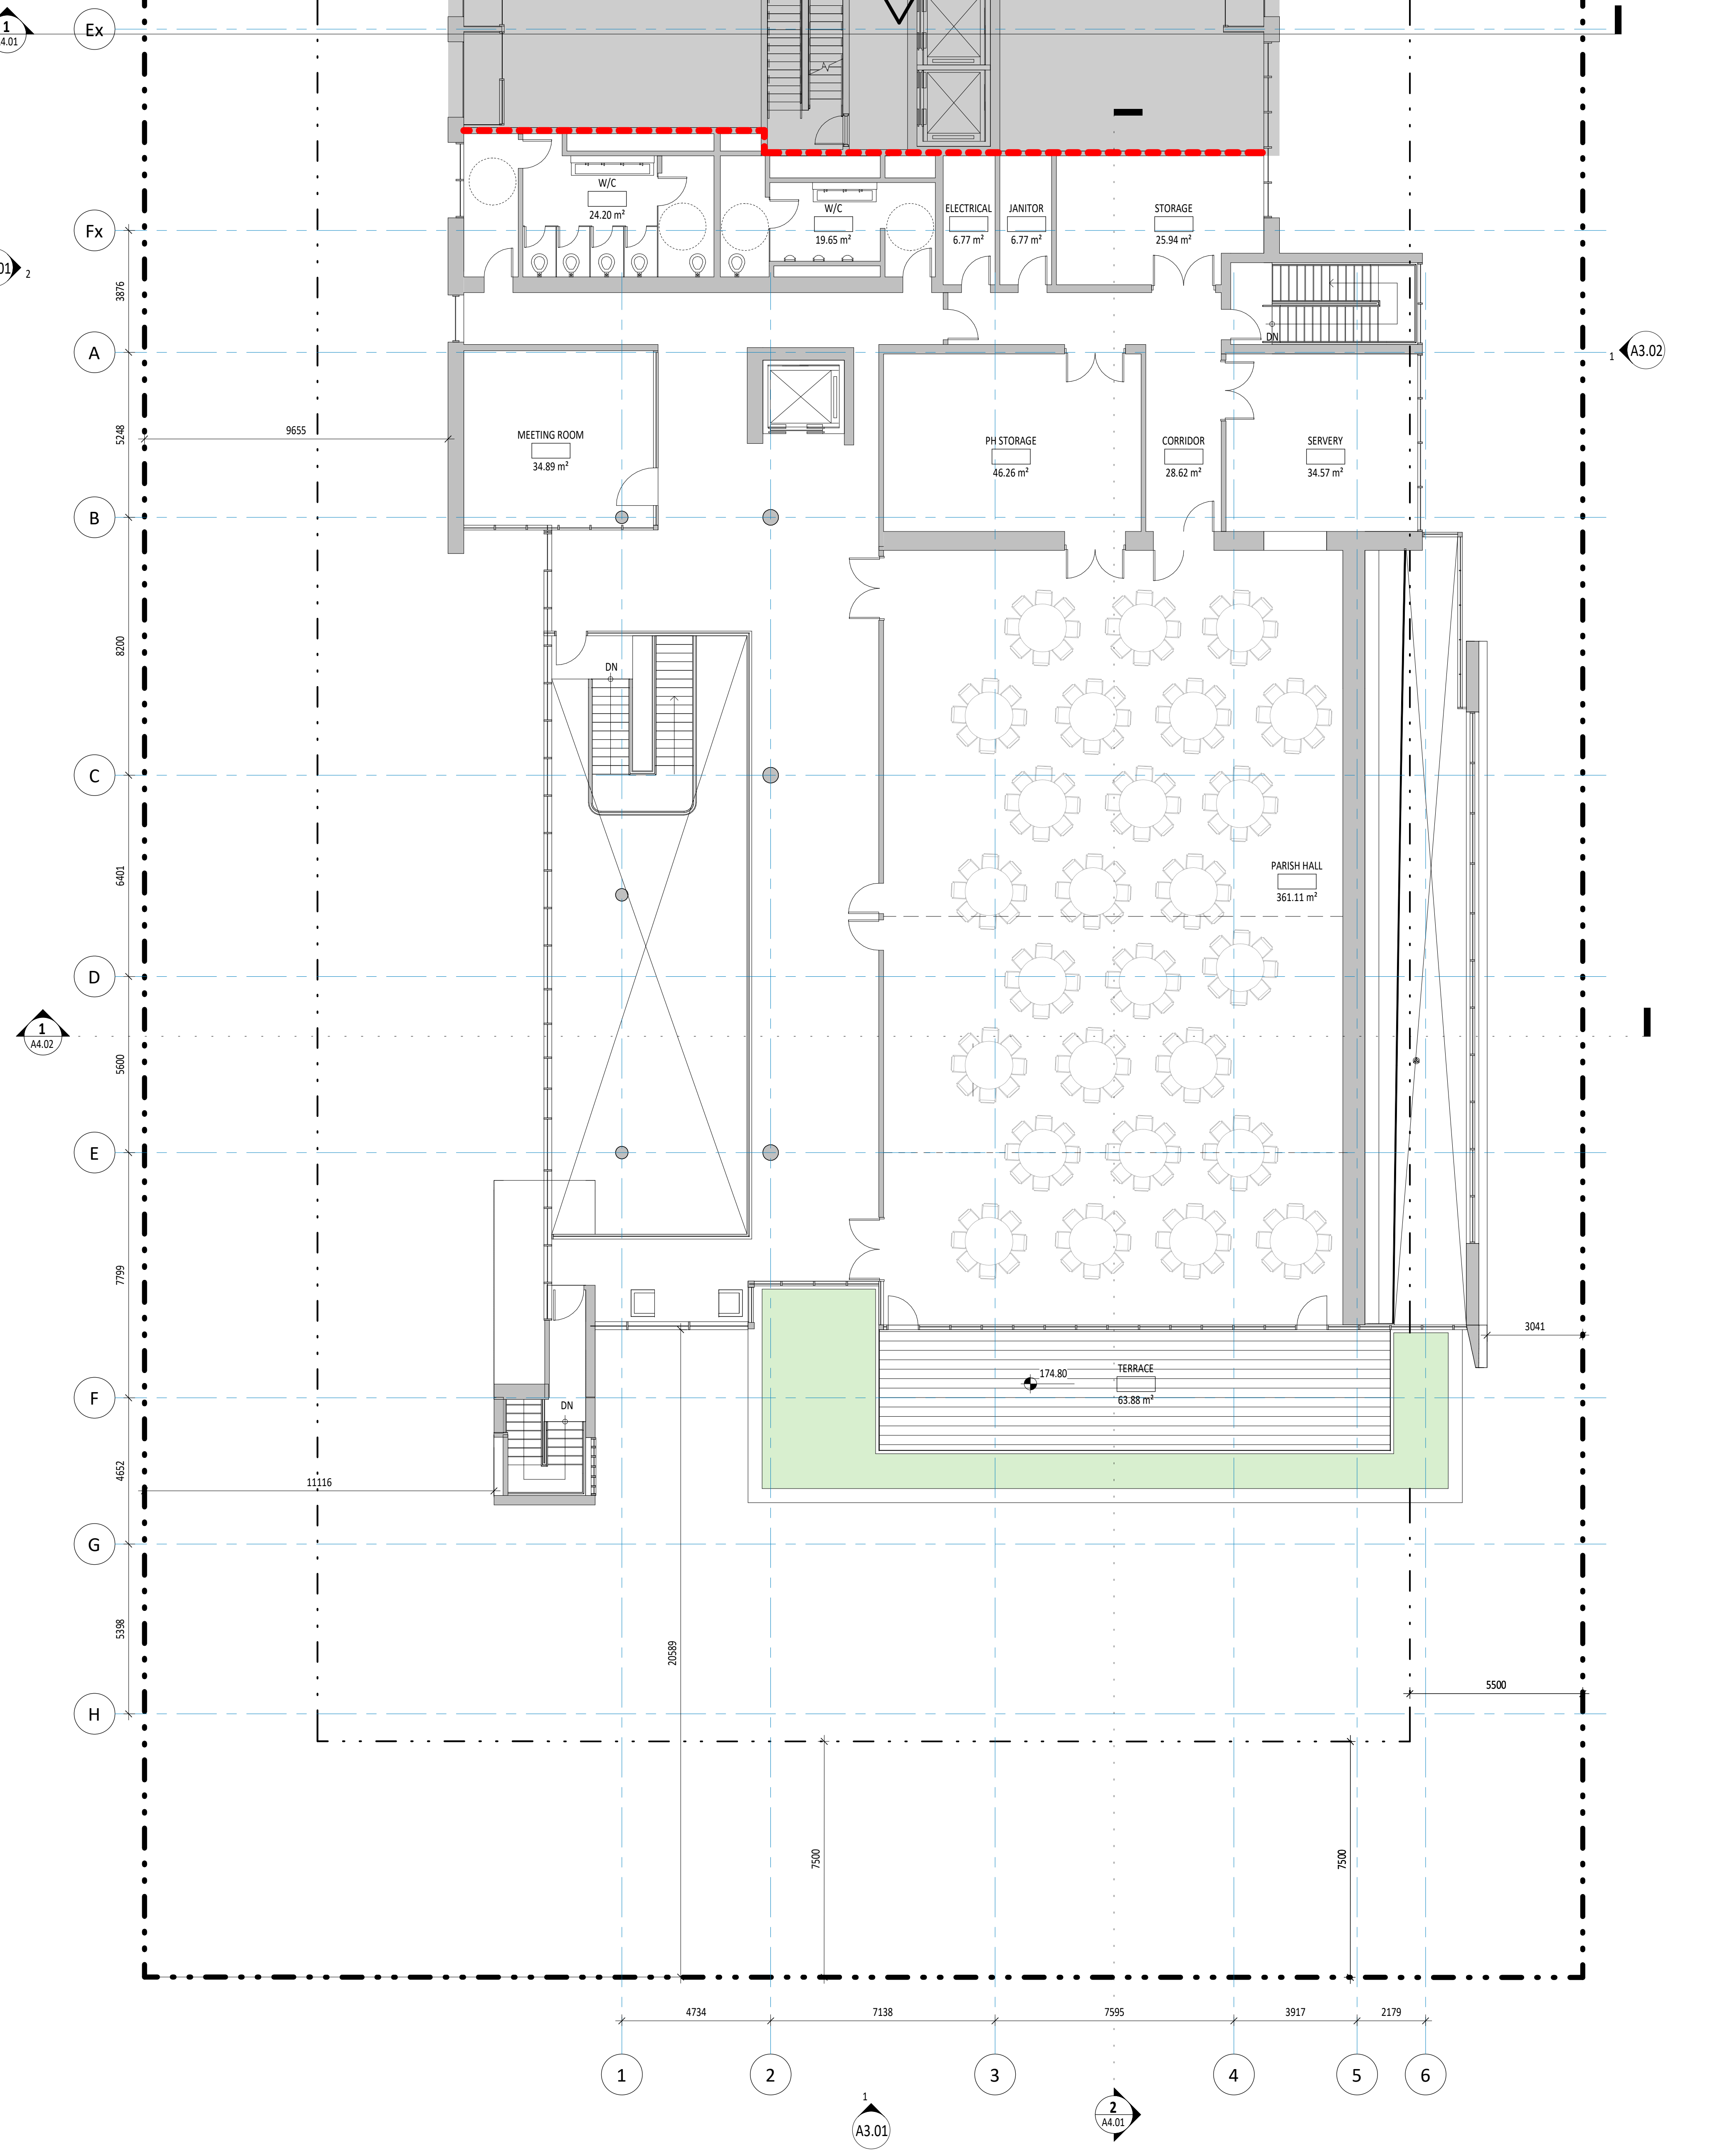 1
4.01
Ex
W/C
24.20 m²
W/C
19.65 m²
ELECTRICAL
6.77 m²
JANITOR
6.77 m²
STORAGE
25.94 m²
Fx
01
2
3876
DN
A
1
A3.02
9655
5248
MEETING ROOM
34.89 m²
PH STORAGE
46.26 m²
CORRIDOR
28.62 m²
SERVERY
34.57 m²
B
8200
DN
C
6401
PARISH HALL
361.11 m²
D
1
A4.02
5600
E
7799
3041
174.80
TERRACE
63.88 m²
F
DN
4652
11116
G
5398
20589
5500
H
7500
7500
4734
7138
7595
3917
2179
1
2
3
4
5
6
1
A3.01
2
A4.01